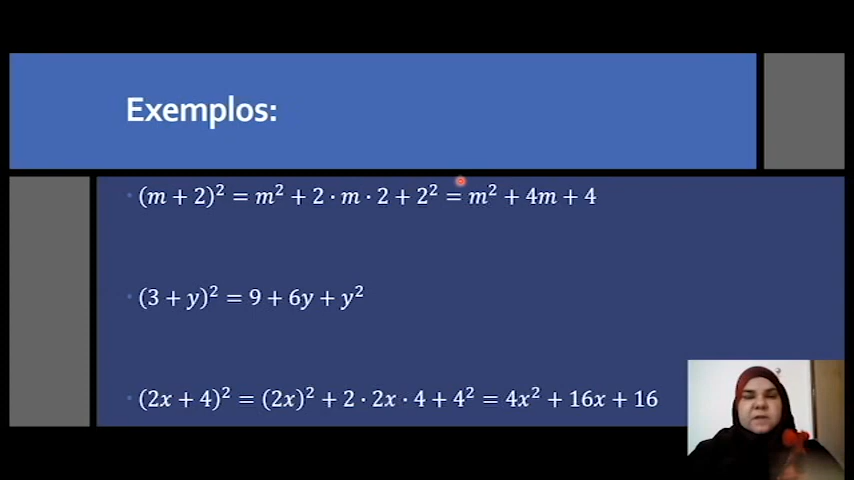 Exemplos:
(m + 2)² = m² + 2 · m · 2 + 2² = m² + 4m + 4
(3 + y)² = 9 + 6y + y²
(2x + 4)² = (2x)² + 2 · 2x · 4 + 4² = 4x² + 16x + 16